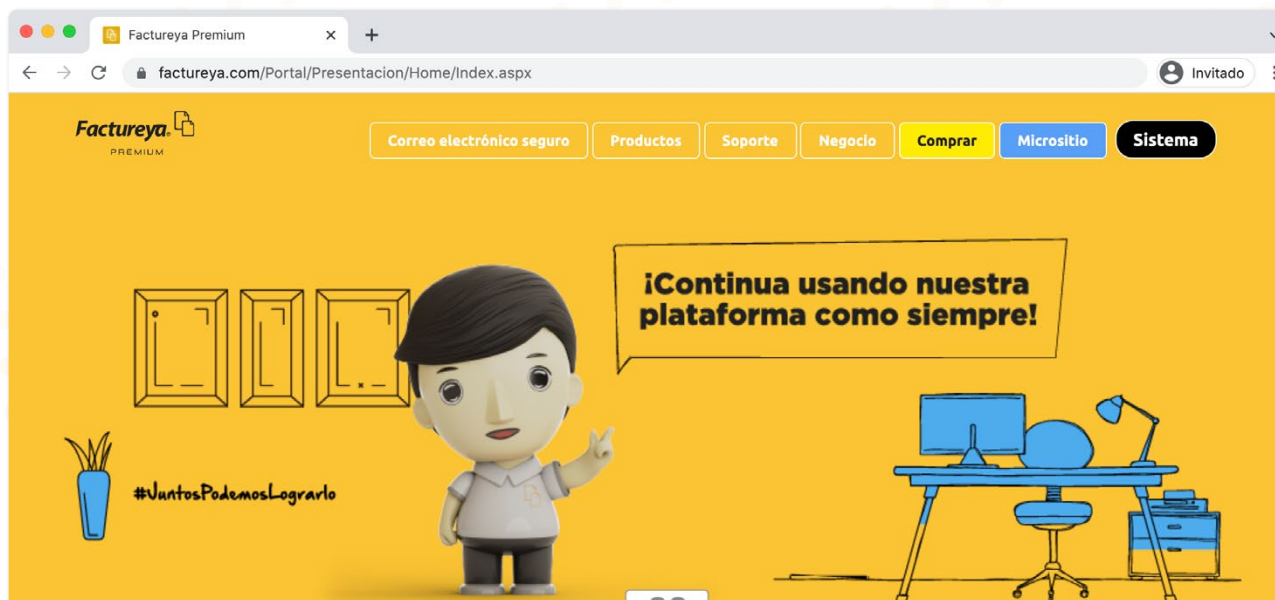 Factureya Premium
factureya.com/Portal/Presentacion/Home/Index.aspx
Invitado
Factureya.
PREMIUM
Correo electrónico seguro
Productos
Soporte
Negocio
Comprar
Micrositio
Sistema
¡Continua usando nuestra
plataforma como siempre!
#JuntosPodemosLograrlo